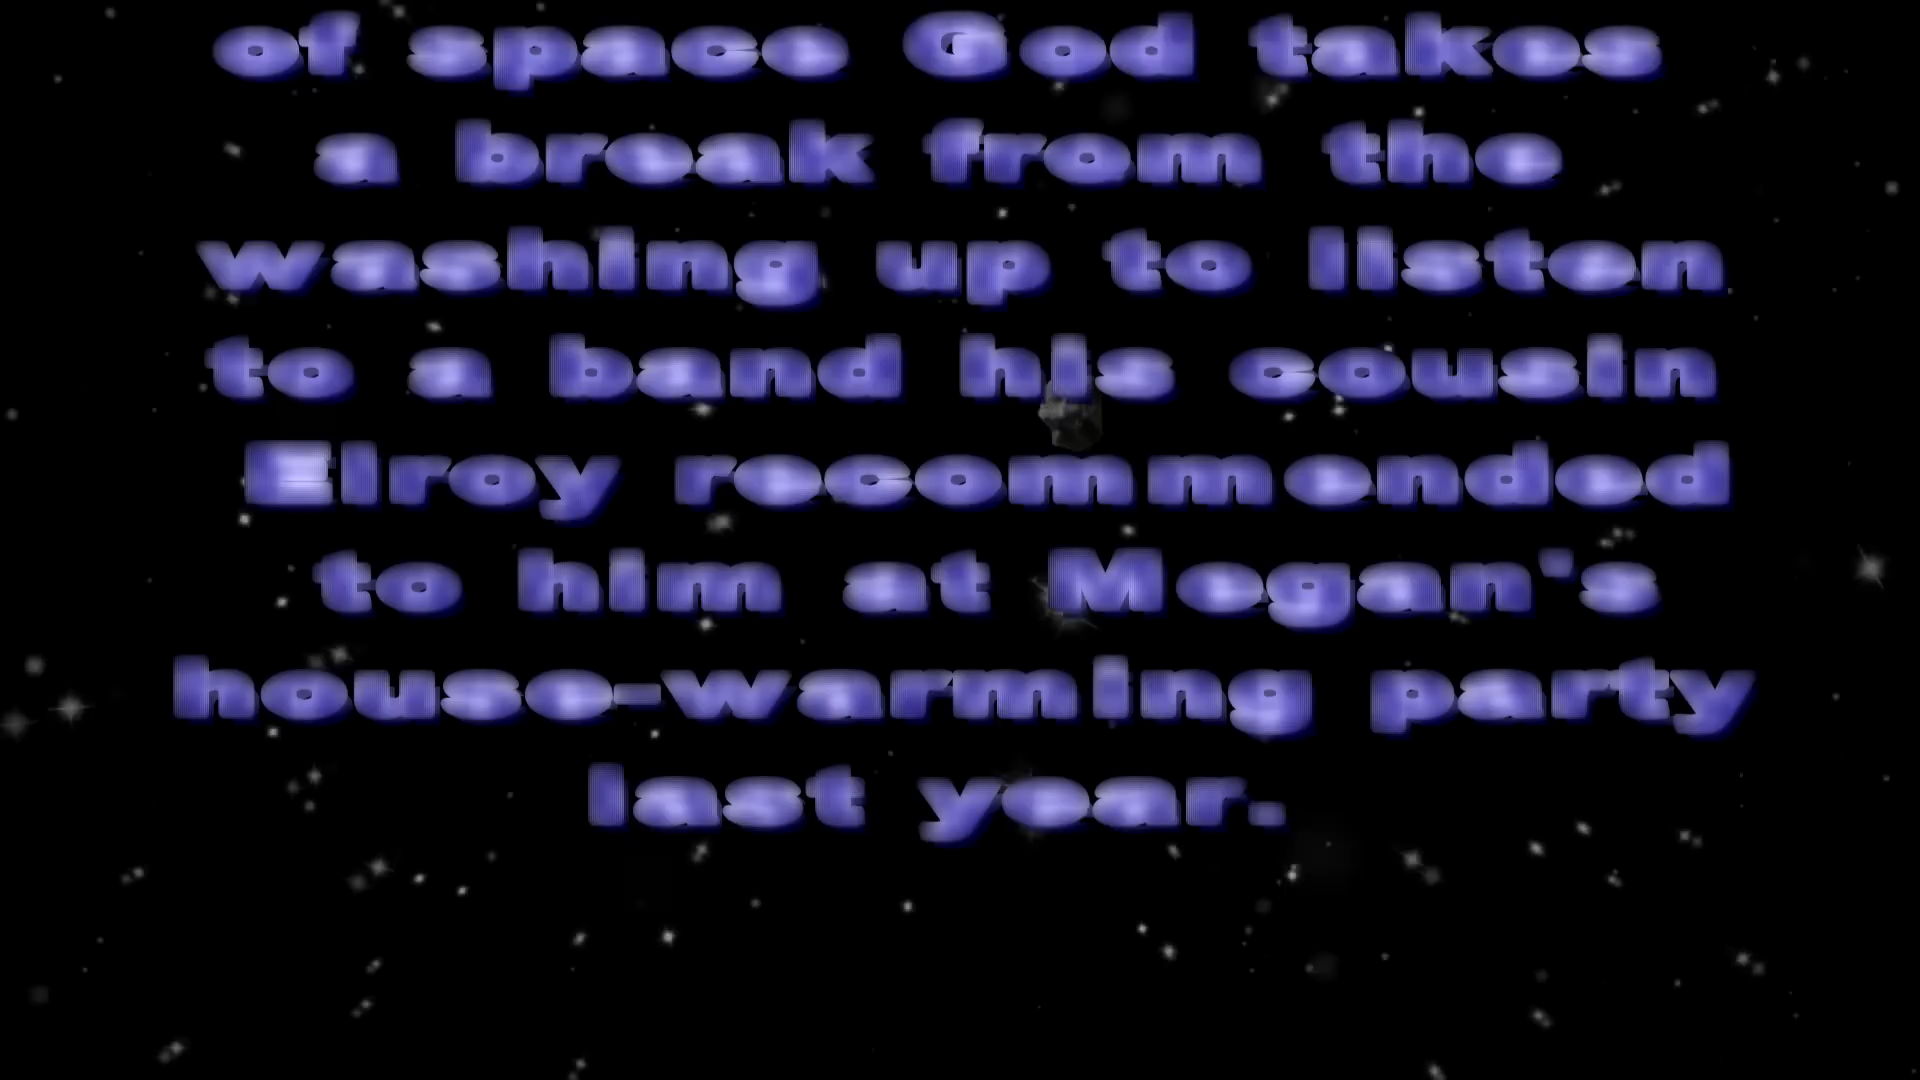 of space God takes
a break from the
washing up to listen
to a band his cousin
Elroy recommended
to him at Megan's
house-warming party
last year.